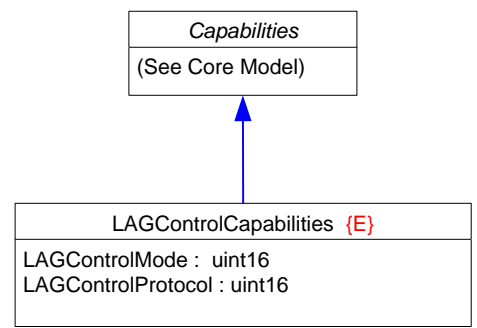 Capabilities
(See Core Model)
LAGControlCapabilities {E}
LAGControlMode : uint16
LAGControlProtocol : uint16